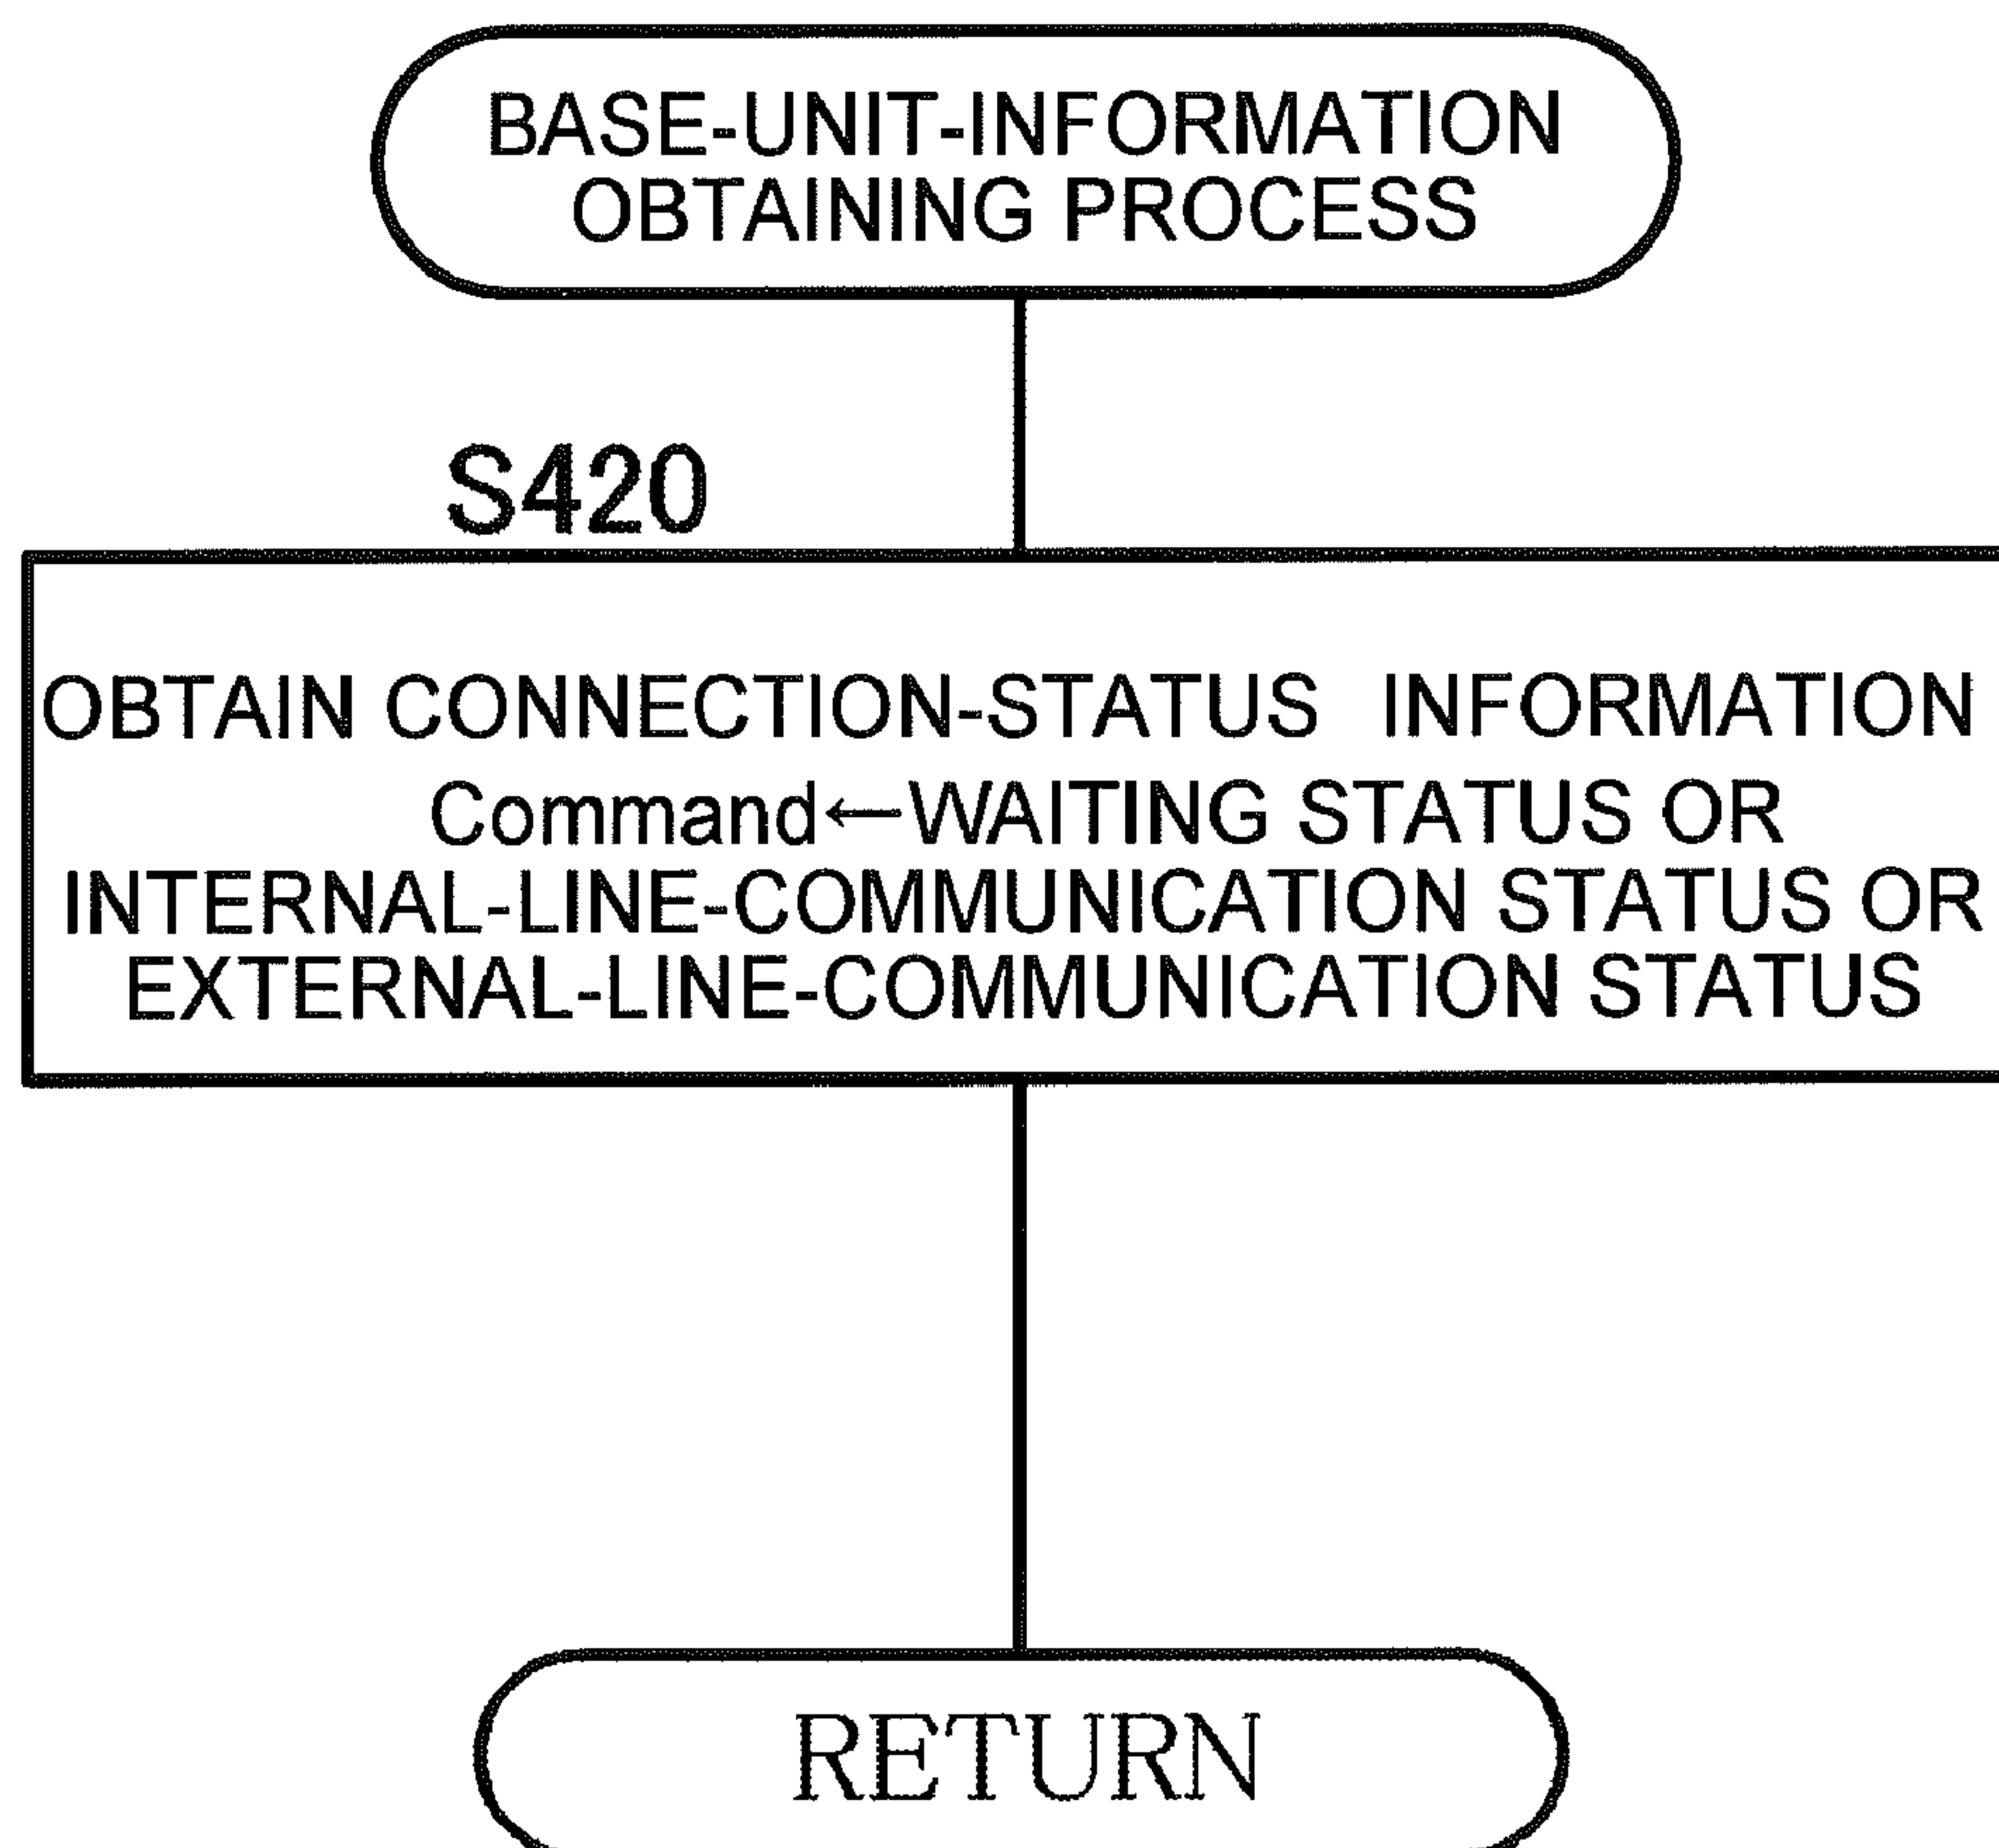 BASE-UNIT-INFORMATION
OBTAINING PROCESS
S420
OBTAIN CONNECTION-STATUS INFORMATION
Command←WAITING STATUS OR
INTERNAL-LINE-COMMUNICATION STATUS OR
EXTERNAL-LINE-COMMUNICATION STATUS
RETURN